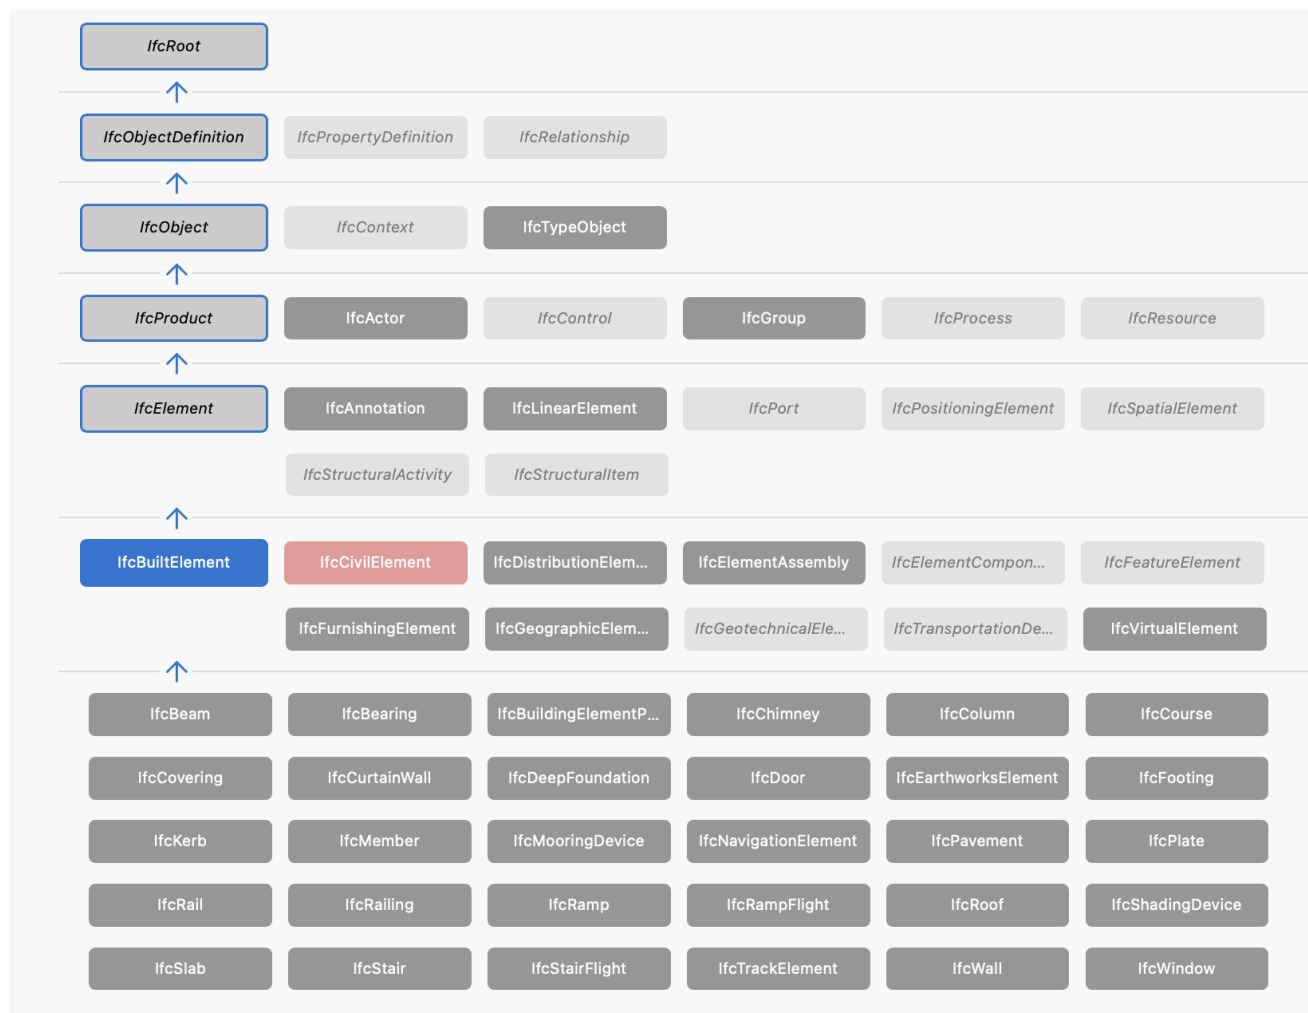 IfcRoot
IfcObjectDefinition IfcPropertyDefinition IfcRelationship
IfcObject IfcContext IfcTypeObject
IfcProduct IfcActor IfcControl IfcGroup IfcProcess IfcResource
IfcElement IfcAnnotation IfcLinearElement IfcPort IfcPositioningElement IfcSpatialElement
IfcStructuralActivity IfcStructuralItem
IfcBuiltElement IfcCivilElement IfcDistributionElem... IfcElementAssembly IfcElementCompon... IfcFeatureElement
IfcFurnishingElement IfcGeographicElem... IfcGeotechnicalEle... IfcTransportationDe... IfcVirtualElement
IfcBeam IfcBearing IfcBuildingElementP... IfcChimney IfcColumn IfcCourse
IfcCovering IfcCurtainWall IfcDeepFoundation IfcDoor IfcEarthworksElement IfcFooting
IfcKerb IfcMember IfcMooringDevice IfcNavigationElement IfcPavement IfcPlate
IfcRail IfcRailing IfcRamp IfcRampFlight IfcRoof IfcShadingDevice
IfcSlab IfcStair IfcStairFlight IfcTrackElement IfcWall IfcWindow